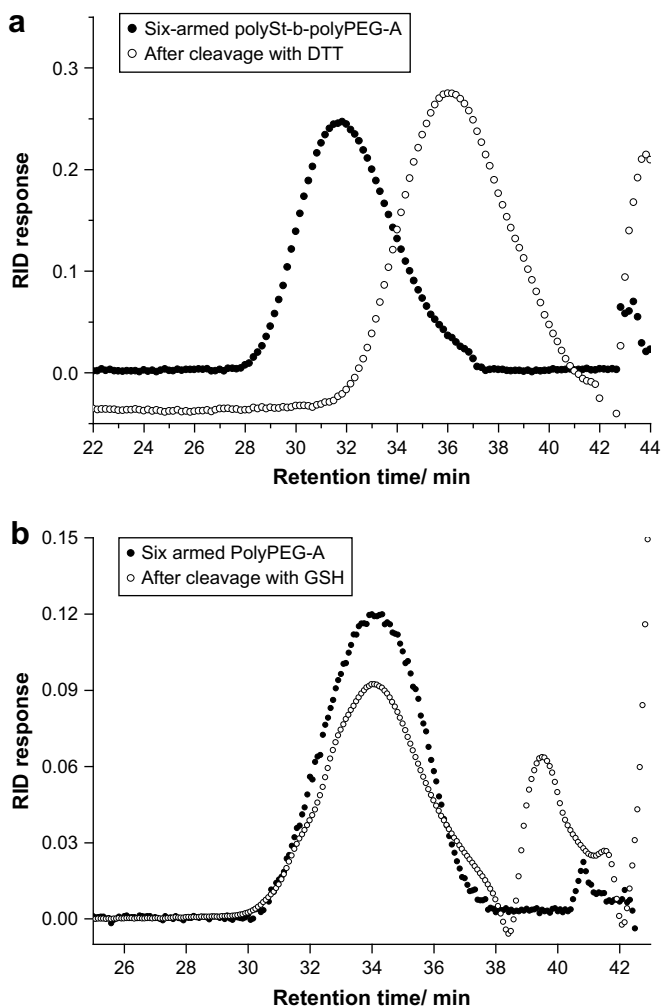 a
Six-armed polySt-b-polyPEG-A
After cleavage with DTT
0.3
0.2
0.1
0.0
RID response
22 24 26 28 30 32 34 36 38 40 42 44
Retention time/ min
b
Six armed PolyPEG-A
After cleavage with GSH
0.15
0.12
0.09
0.06
0.03
0.00
RID response
26 28 30 32 34 36 38 40 42
Retention time/ min